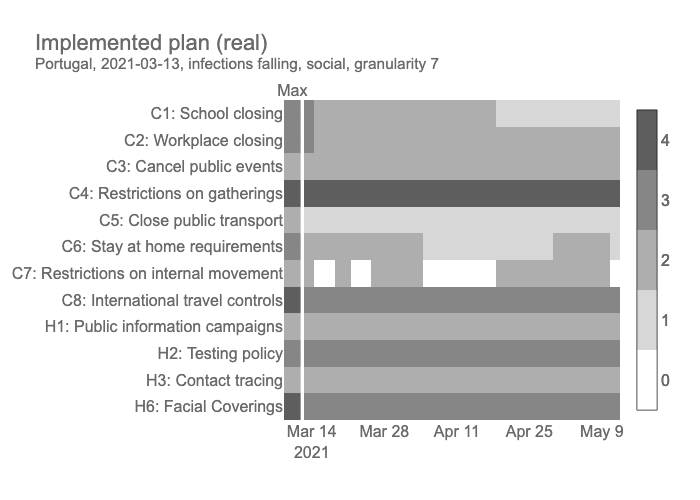 Implemented plan (real)
Portugal, 2021-03-13, infections falling, social, granularity 7
Max
C1: School closing
C2: Workplace closing
C3: Cancel public events
C4: Restrictions on gatherings
C5: Close public transport
C6: Stay at home requirements
C7: Restrictions on internal movement
C8: International travel controls
H1: Public information campaigns
H2: Testing policy
H3: Contact tracing
H6: Facial Coverings
4
3
2
1
0
Mar 14 Mar 28 Apr 11 Apr 25 May 9
2021